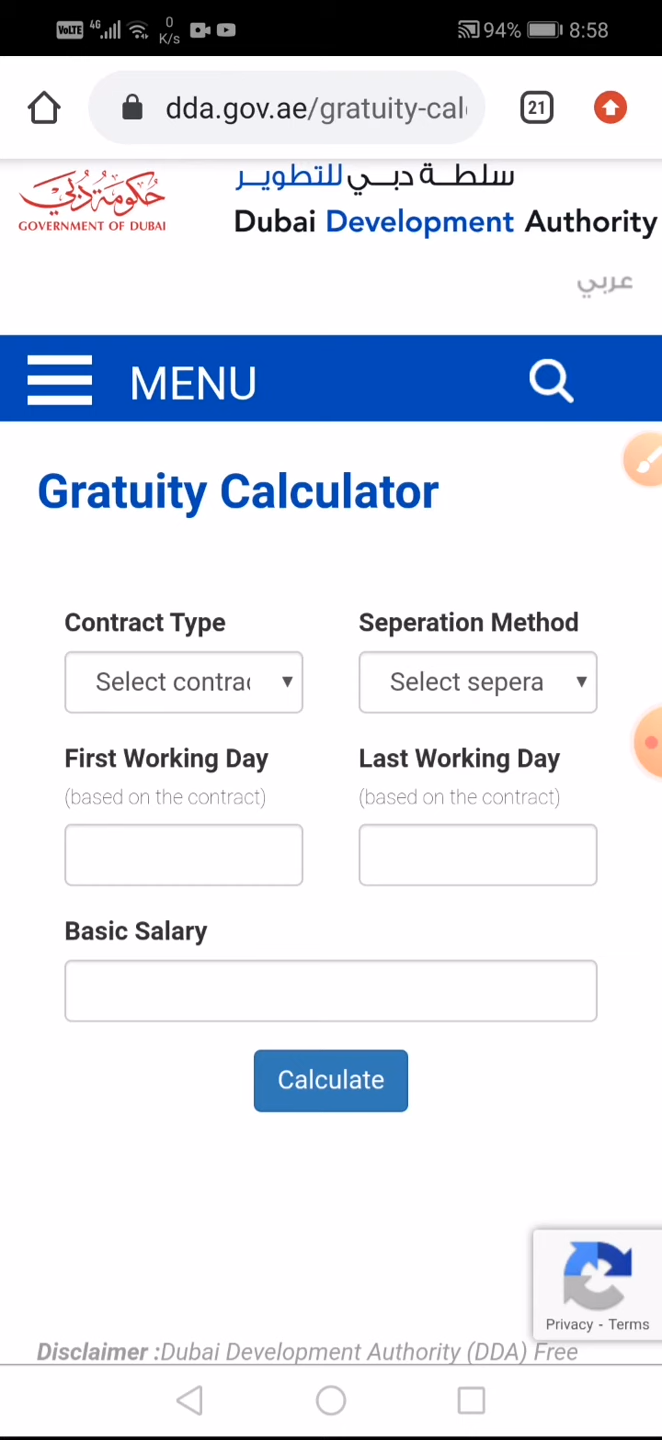 VoLTE 4G 0 K/s 94% 8:58
dda.gov.ae/gratuity-cal 21
حكومة دبي
GOVERNMENT OF DUBAI
سلطة دبي للتطوير
Dubai Development Authority
عربي
MENU
Gratuity Calculator
Contract Type Seperation Method
Select contra Select sepera
First Working Day Last Working Day
(based on the contract) (based on the contract)
Basic Salary
Calculate
Privacy - Terms
Disclaimer :Dubai Development Authority (DDA) Free